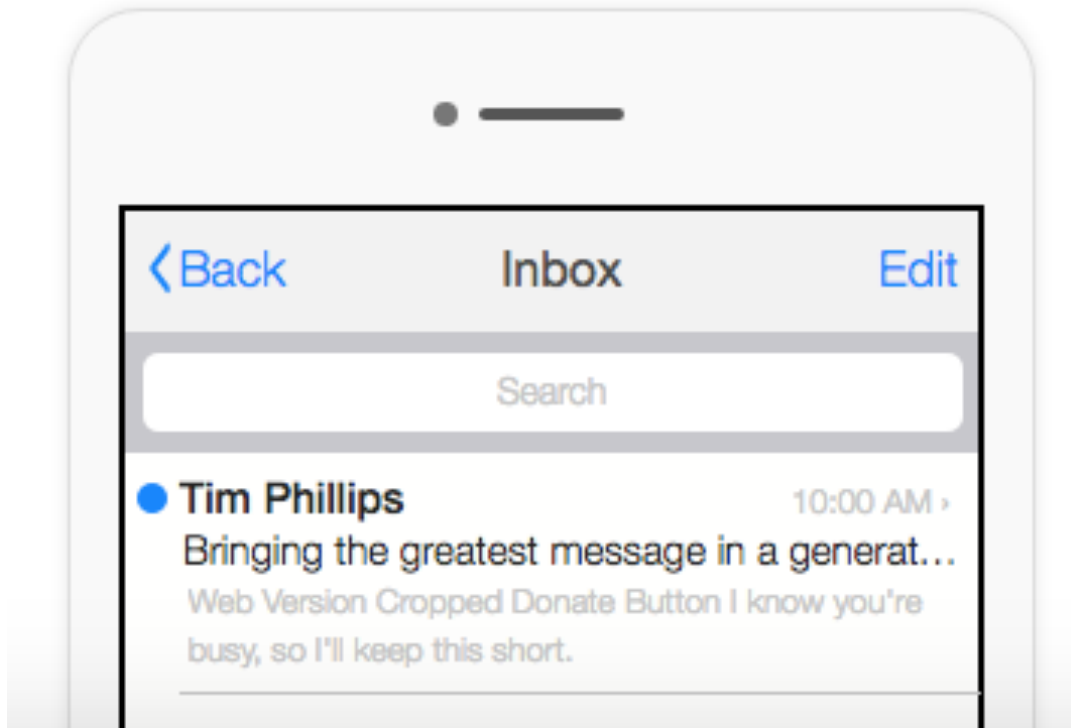 Back Inbox Edit
Search
Tim Phillips 10:00 AM ›
Bringing the greatest message in a generat...
Web Version Cropped Donate Button I know you're
busy, so I'll keep this short.